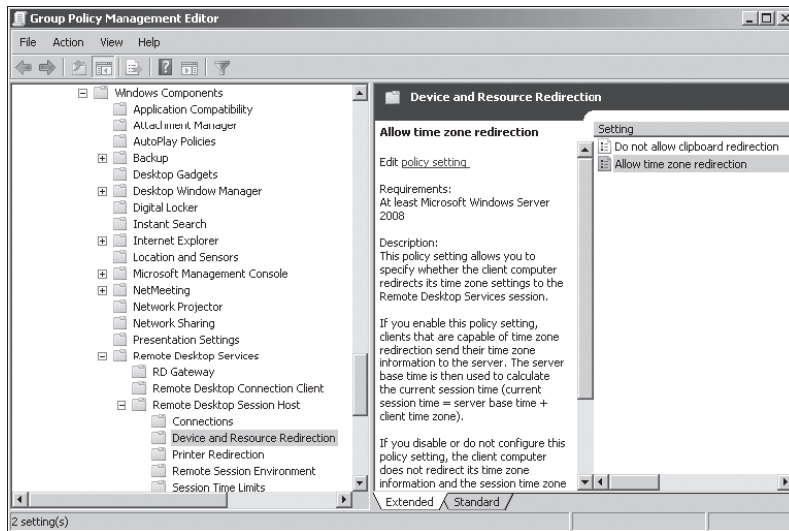 Group Policy Management Editor
File Action View Help
Windows Components
Application Compatibility
Attachment Manager
AutoPlay Policies
Backup
Desktop Gadgets
Desktop Window Manager
Digital Locker
Instant Search
Internet Explorer
Location and Sensors
Microsoft Management Console
NetMeeting
Network Projector
Network Sharing
Presentation Settings
Remote Desktop Services
RD Gateway
Remote Desktop Connection Client
Remote Desktop Session Host
Connections
Device and Resource Redirection
Printer Redirection
Remote Session Environment
Session Time Limits
Device and Resource Redirection
Allow time zone redirection
Edit policy setting
Requirements:
At least Microsoft Windows Server
2008
Description:
This policy setting allows you to
specify whether the client computer
redirects its time zone settings to the
Remote Desktop Services session.
If you enable this policy setting,
clients that are capable of time zone
redirection send their time zone
information to the server. The server
base time is then used to calculate
the current session time (current
session time = server base time +
client time zone).
If you disable or do not configure this
policy setting, the client computer
does not redirect its time zone
information and the session time zone
Setting
Do not allow clipboard redirection
Allow time zone redirection
Extended Standard
2 setting(s)